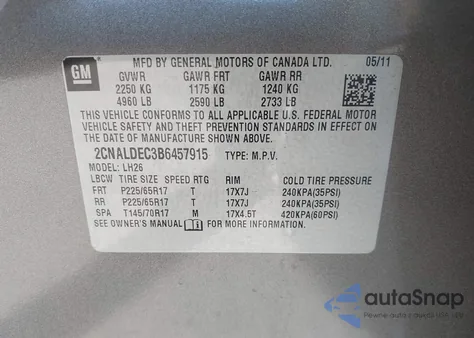 GM
MFD BY GENERAL MOTORS OF CANADA LTD. 05/11
GVWR GAWR FRT GAWR RR
2250 KG 1175 KG 1240 KG
4960 LB 2590 LB 2733 LB
THIS VEHICLE CONFORMS TO ALL APPLICABLE U.S. FEDERAL MOTOR
VEHICLE SAFETY, BUMPER, AND THEFT PREVENTION
STANDARDS IN EFFECT ON THE DATE OF MANUFACTURE SHOWN ABOVE.
2CNALDEC3B6457915 TYPE: M.P.V.
MODEL: LH26
LBCW TIRE SIZE SPEED RTG RIM COLD TIRE PRESSURE
FRT P225/65R17 T 17X7J 240KPA(35PSI)
RR P225/65R17 T 17X7J 240KPA(35PSI)
SPA T145/70R17 M 17X4.5T 420KPA(60PSI)
SEE OWNER'S MANUAL FOR MORE INFORMATION.
autoSnap
Pewne auta